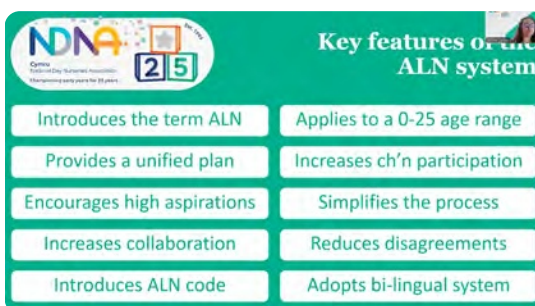 NDNA
Cymru
National Day Nurseries Association
Championing early years for 25 years
25
Key features of the
ALN system
Introduces the term ALN
Applies to a 0-25 age range
Provides a unified plan
Increases ch'n participation
Encourages high aspirations
Simplifies the process
Increases collaboration
Reduces disagreements
Introduces ALN code
Adopts bi-lingual system